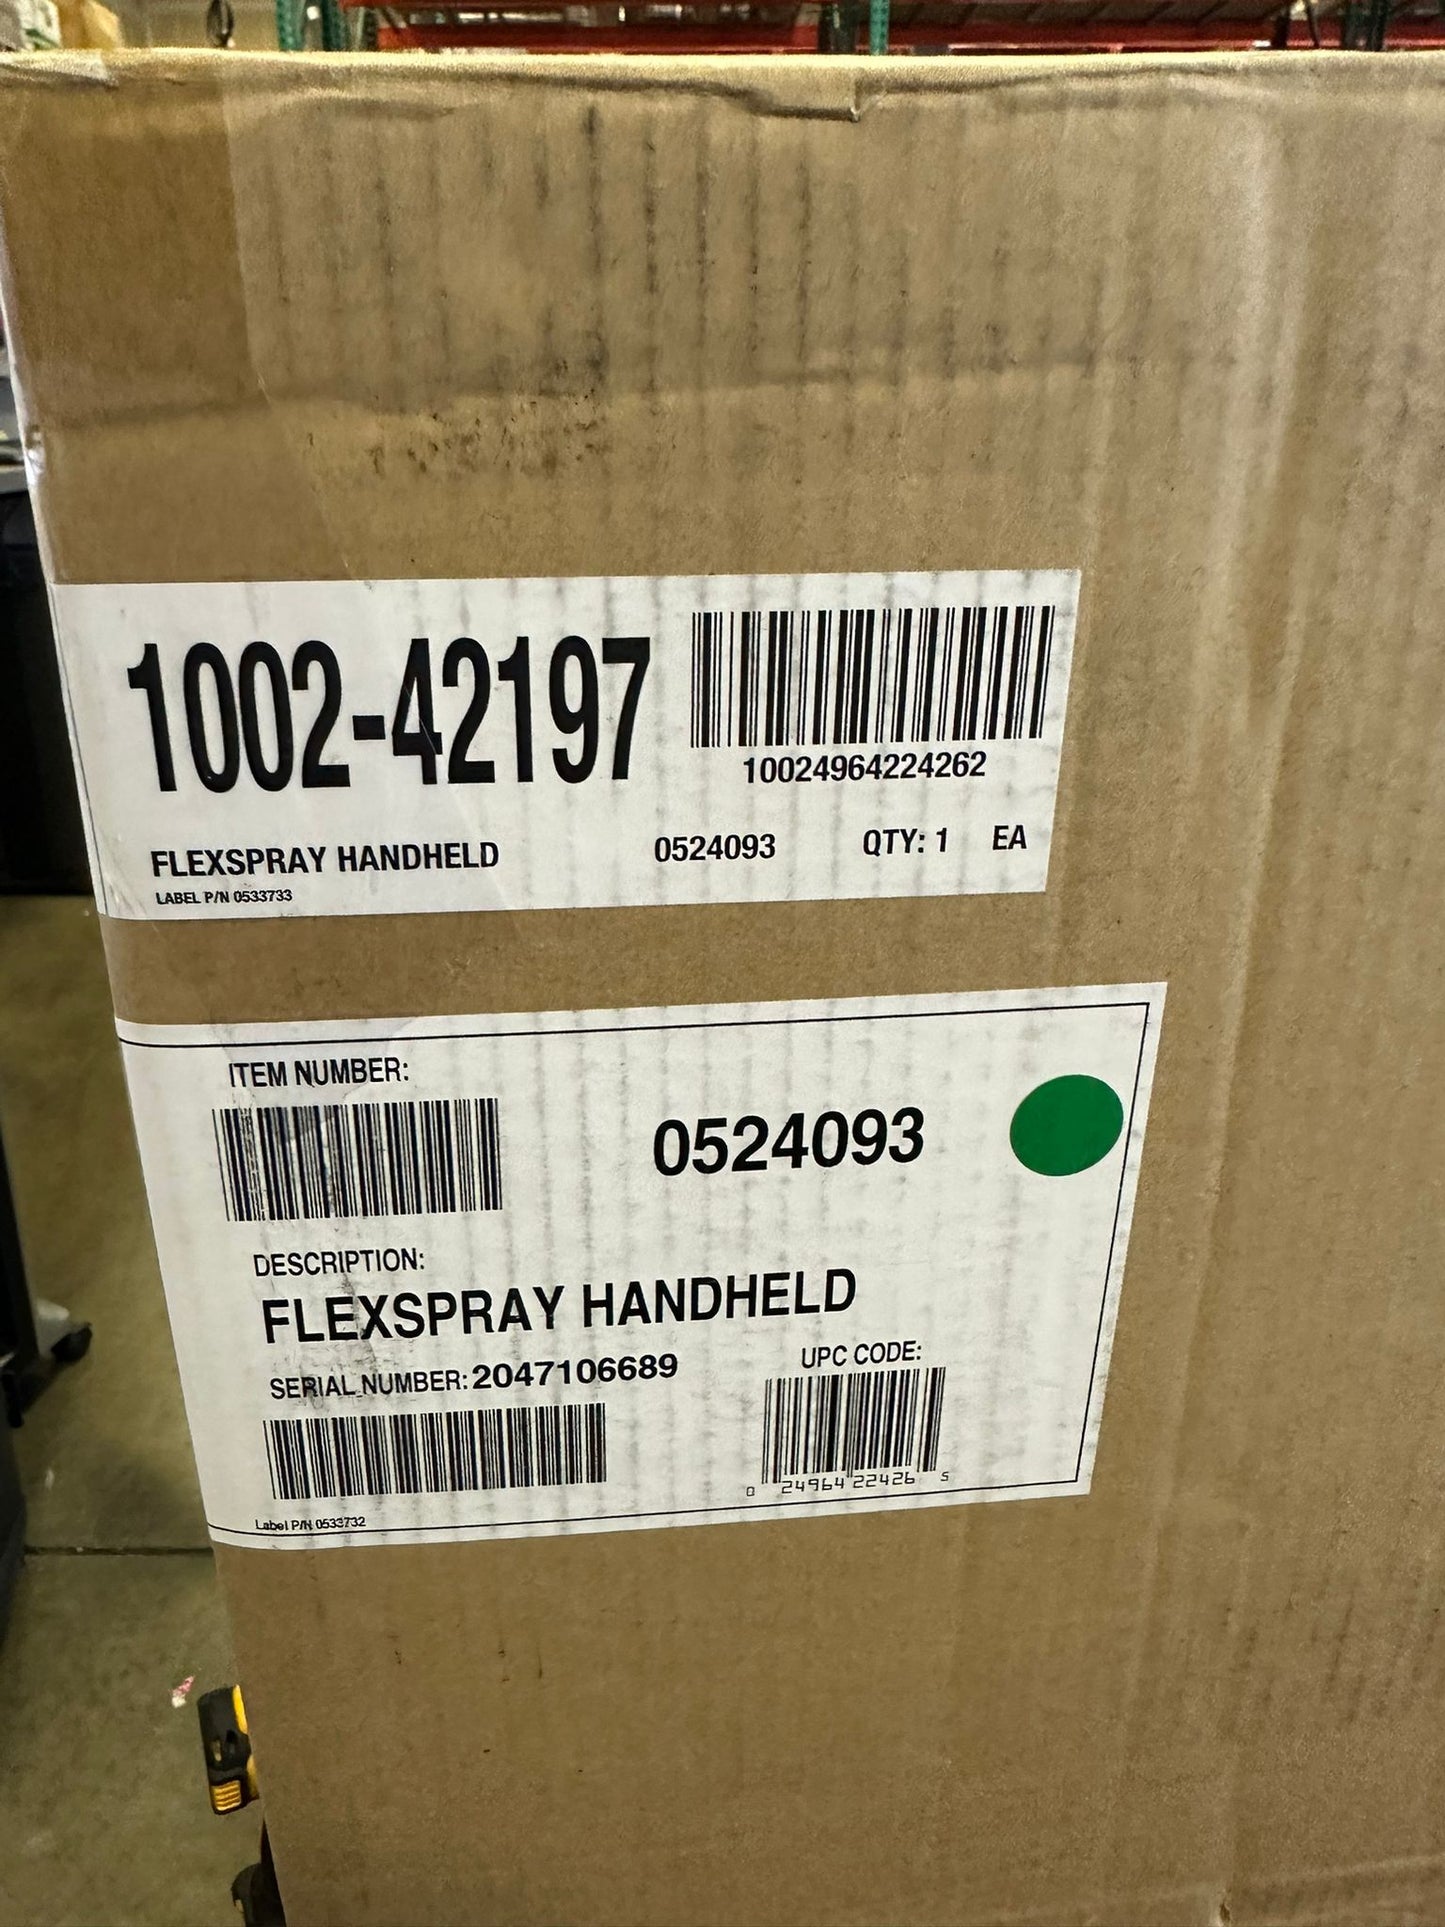 1002-42197
10024964224262
FLEXSPRAY HANDHELD 0524093 QTY: 1 EA
LABEL P/N 0533733
ITEM NUMBER:
0524093
DESCRIPTION:
FLEXSPRAY HANDHELD
SERIAL NUMBER: 2047106689
UPC CODE:
0 24964 22426 5
Label P/N 0533732